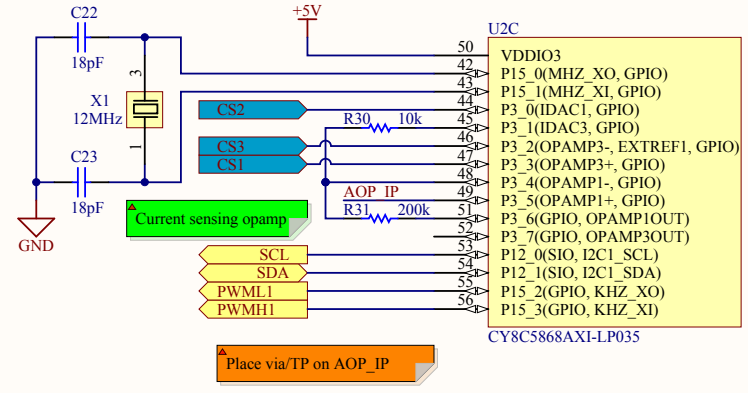 C22
18pF
+5V
U2C
X1
12MHz
3
1
C23
18pF
GND
CS2
CS3
CS1
R30 10k
AOP_IP
R31 200k
Current sensing opamp
SCL
SDA
PWML1
PWMH1
50 VDDIO3
42 P15_0(MHZ_XO, GPIO)
43 P15_1(MHZ_XI, GPIO)
44 P3_0(IDAC1, GPIO)
45 P3_1(IDAC3, GPIO)
46 P3_2(OPAMP3-, EXTREF1, GPIO)
47 P3_3(OPAMP3+, GPIO)
48 P3_4(OPAMP1-, GPIO)
49 P3_5(OPAMP1+, GPIO)
51 P3_6(GPIO, OPAMP1OUT)
52 P3_7(GPIO, OPAMP3OUT)
53 P12_0(SIO, I2C1_SCL)
54 P12_1(SIO, I2C1_SDA)
55 P15_2(GPIO, KHZ_XO)
56 P15_3(GPIO, KHZ_XI)
CY8C5868AXI-LP035
Place via/TP on AOP_IP